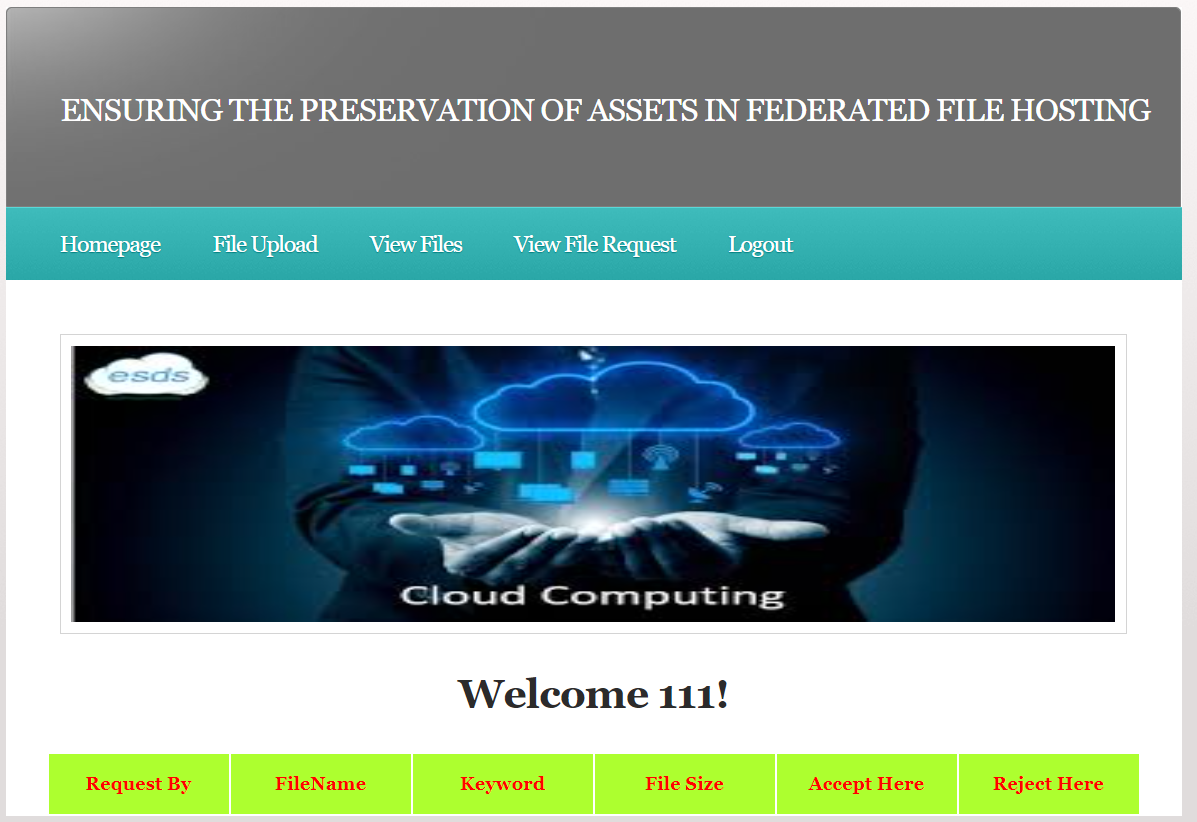 ENSURING THE PRESERVATION OF ASSETS IN FEDERATED FILE HOSTING
Homepage File Upload View Files View File Request Logout
esds
Cloud Computing
Welcome 111!
Request By FileName Keyword File Size Accept Here Reject Here